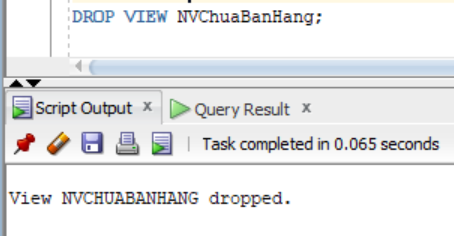 DROP VIEW NVChuaBanHang;
Script Output x Query Result x
Task completed in 0.065 seconds
View NVCHUABANHANG dropped.